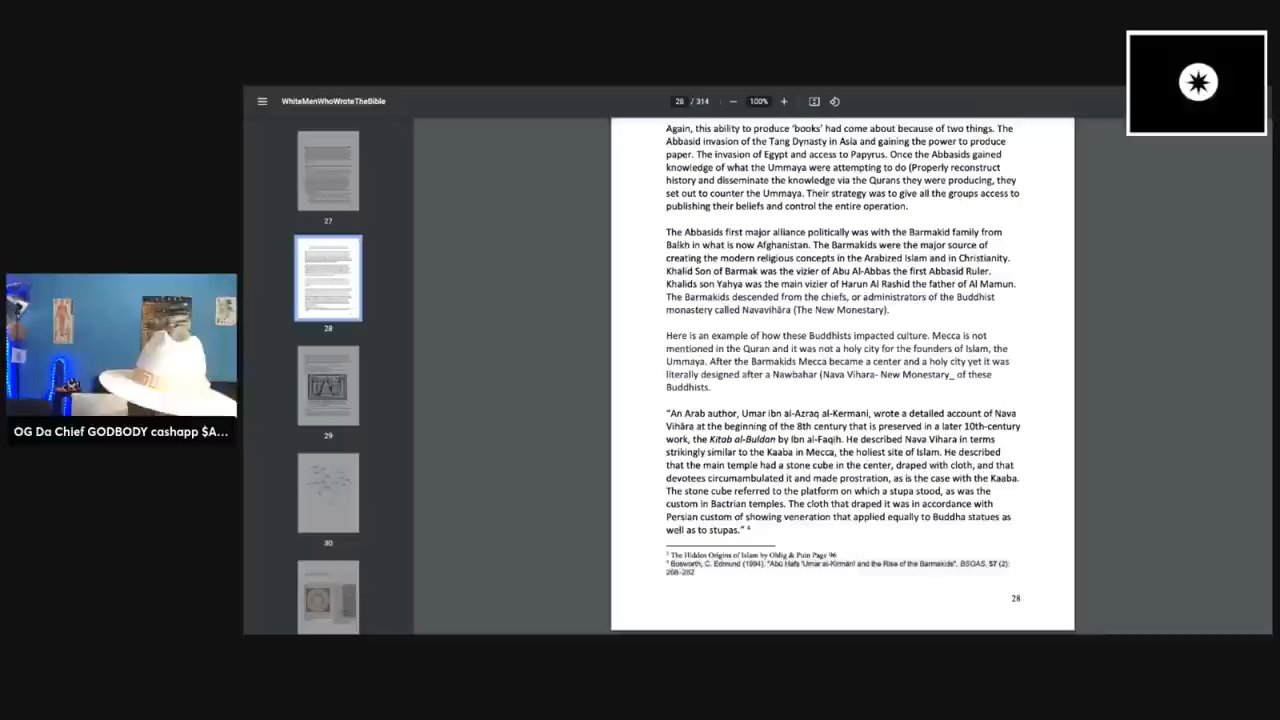 WhiteMenWhoWroteTheBible
28 / 314
100%
27
28
29
30
Again, this ability to produce 'books' had come about because of two things. The
Abbasid invasion of the Tang Dynasty in Asia and gaining the power to produce
paper. The invasion of Egypt and access to Papyrus. Once the Abbasids gained
knowledge of what the Ummaya were attempting to do (Properly reconstruct
history and disseminate the knowledge via the Qurans they were producing, they
set out to counter the Ummaya. Their strategy was to give all the groups access to
publishing their beliefs and control the entire operation.
The Abbasids first major alliance politically was with the Barmakid family from
Balkh in what is now Afghanistan. The Barmakids were the major source of
creating the modern religious concepts in the Arabized Islam and in Christianity.
Khalid Son of Barmak was the vizier of Abu Al-Abbas the first Abbasid Ruler.
Khalids son Yahya was the main vizier of Harun Al Rashid the father of Al Mamun.
The Barmakids descended from the chiefs, or administrators of the Buddhist
monastery called Navavihāra (The New Monestary).
Here is an example of how these Buddhists impacted culture. Mecca is not
mentioned in the Quran and it was not a holy city for the founders of Islam, the
Ummaya. After the Barmakids Mecca became a center and a holy city yet it was
literally designed after a Nawbahar (Nava Vihara- New Monestary_ of these
Buddhists.
"An Arab author, Umar ibn al-Azraq al-Kermani, wrote a detailed account of Nava
Vihāra at the beginning of the 8th century that is preserved in a later 10th-century
work, the Kitab al-Buldan by Ibn al-Faqih. He described Nava Vihara in terms
strikingly similar to the Kaaba in Mecca, the holiest site of Islam. He described
that the main temple had a stone cube in the center, draped with cloth, and that
devotees circumambulated it and made prostration, as is the case with the Kaaba.
The stone cube referred to the platform on which a stupa stood, as was the
custom in Bactrian temples. The cloth that draped it was in accordance with
Persian custom of showing veneration that applied equally to Buddha statues as
well as to stupas." 4
3 The Hidden Origins of Islam by Ohlig & Puin Page 96
4 Bosworth, C. Edmund (1994). "Abū Hafs 'Umar al-Kirmānī and the Rise of the Barmakids". BSOAS. 57 (2):
268–282
28
OG Da Chief GODBODY cashapp $A...